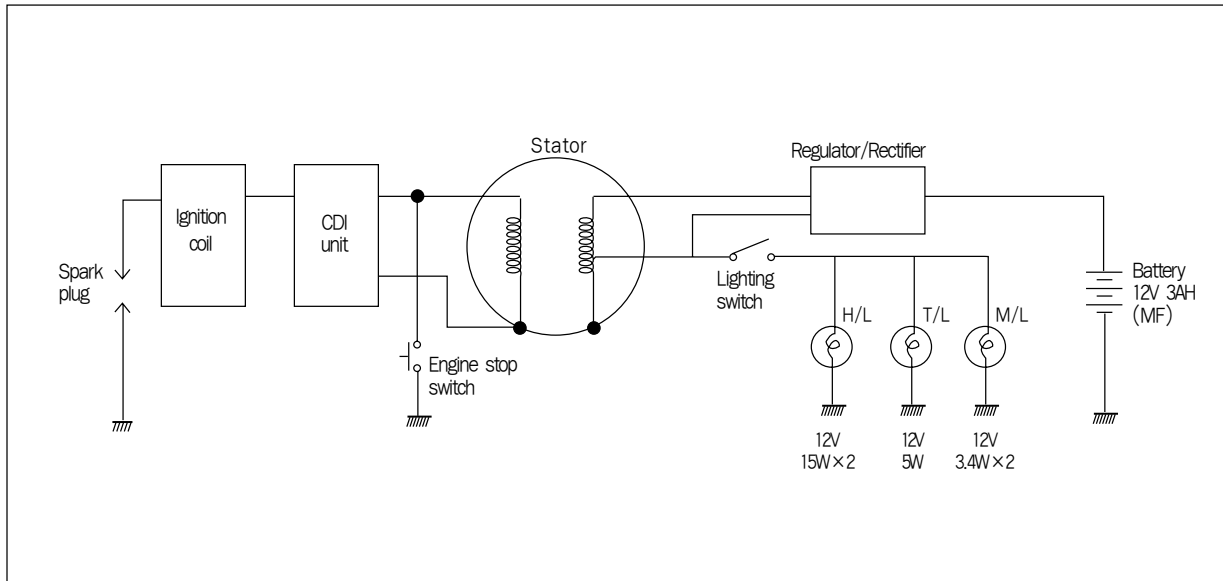 Stator
Regulator/Rectifier
Ignition
coil
CDI
unit
Spark
plug
Engine stop
switch
Lighting
switch
H/L
T/L
M/L
Battery
12V 3AH
(MF)
12V
15W×2
12V
5W
12V
3.4W×2